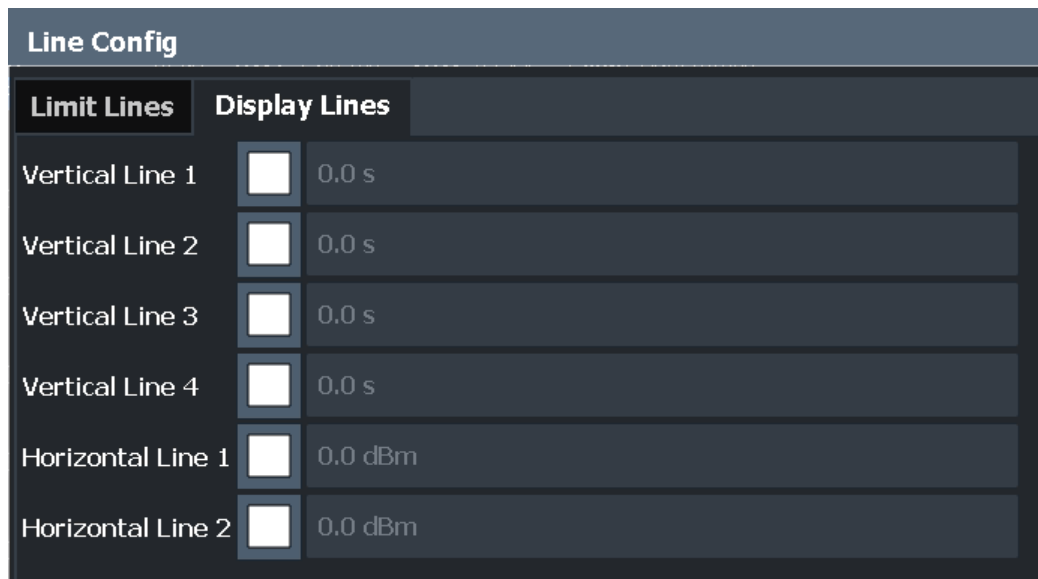 Line Config
Limit Lines Display Lines
Vertical Line 1 0.0 s
Vertical Line 2 0.0 s
Vertical Line 3 0.0 s
Vertical Line 4 0.0 s
Horizontal Line 1 0.0 dBm
Horizontal Line 2 0.0 dBm